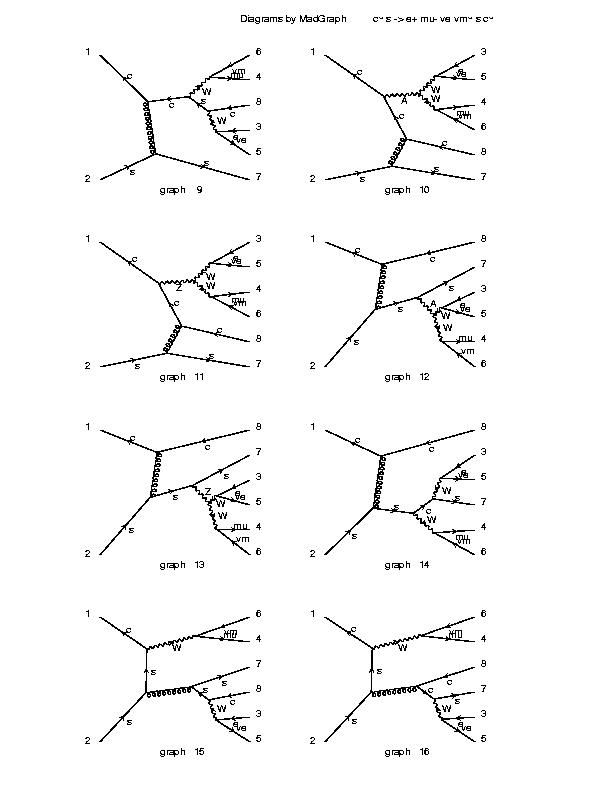 Diagrams by MadGraph c~ s -> e+ mu- ve vm~ s c~
1 6 c vm mu 4 W c s 8 c W 3 e ve s 2 s 5 7
graph 9
1 3 c e ve 5 W A W 4 mu vm c 6 c 8 2 s s 7
graph 10
1 3 c e ve 5 W Z W 4 mu vm c 6 c 8 2 s s 7
graph 11
1 8 c c 7 s 3 A e ve s W 5 W mu 4 s vm 2 6
graph 12
1 8 c c 7 s 3 Z e ve s W 5 W mu 4 s vm 2 6
graph 13
1 8 c c 3 e ve 5 W s 7 s c W 4 mu vm s 2 6
graph 14
1 6 c 4 W 7 s s s 8 c W 3 s e ve 2 5
graph 15
1 6 c 4 W 8 s c c 7 s W 3 s e ve 2 5
graph 16